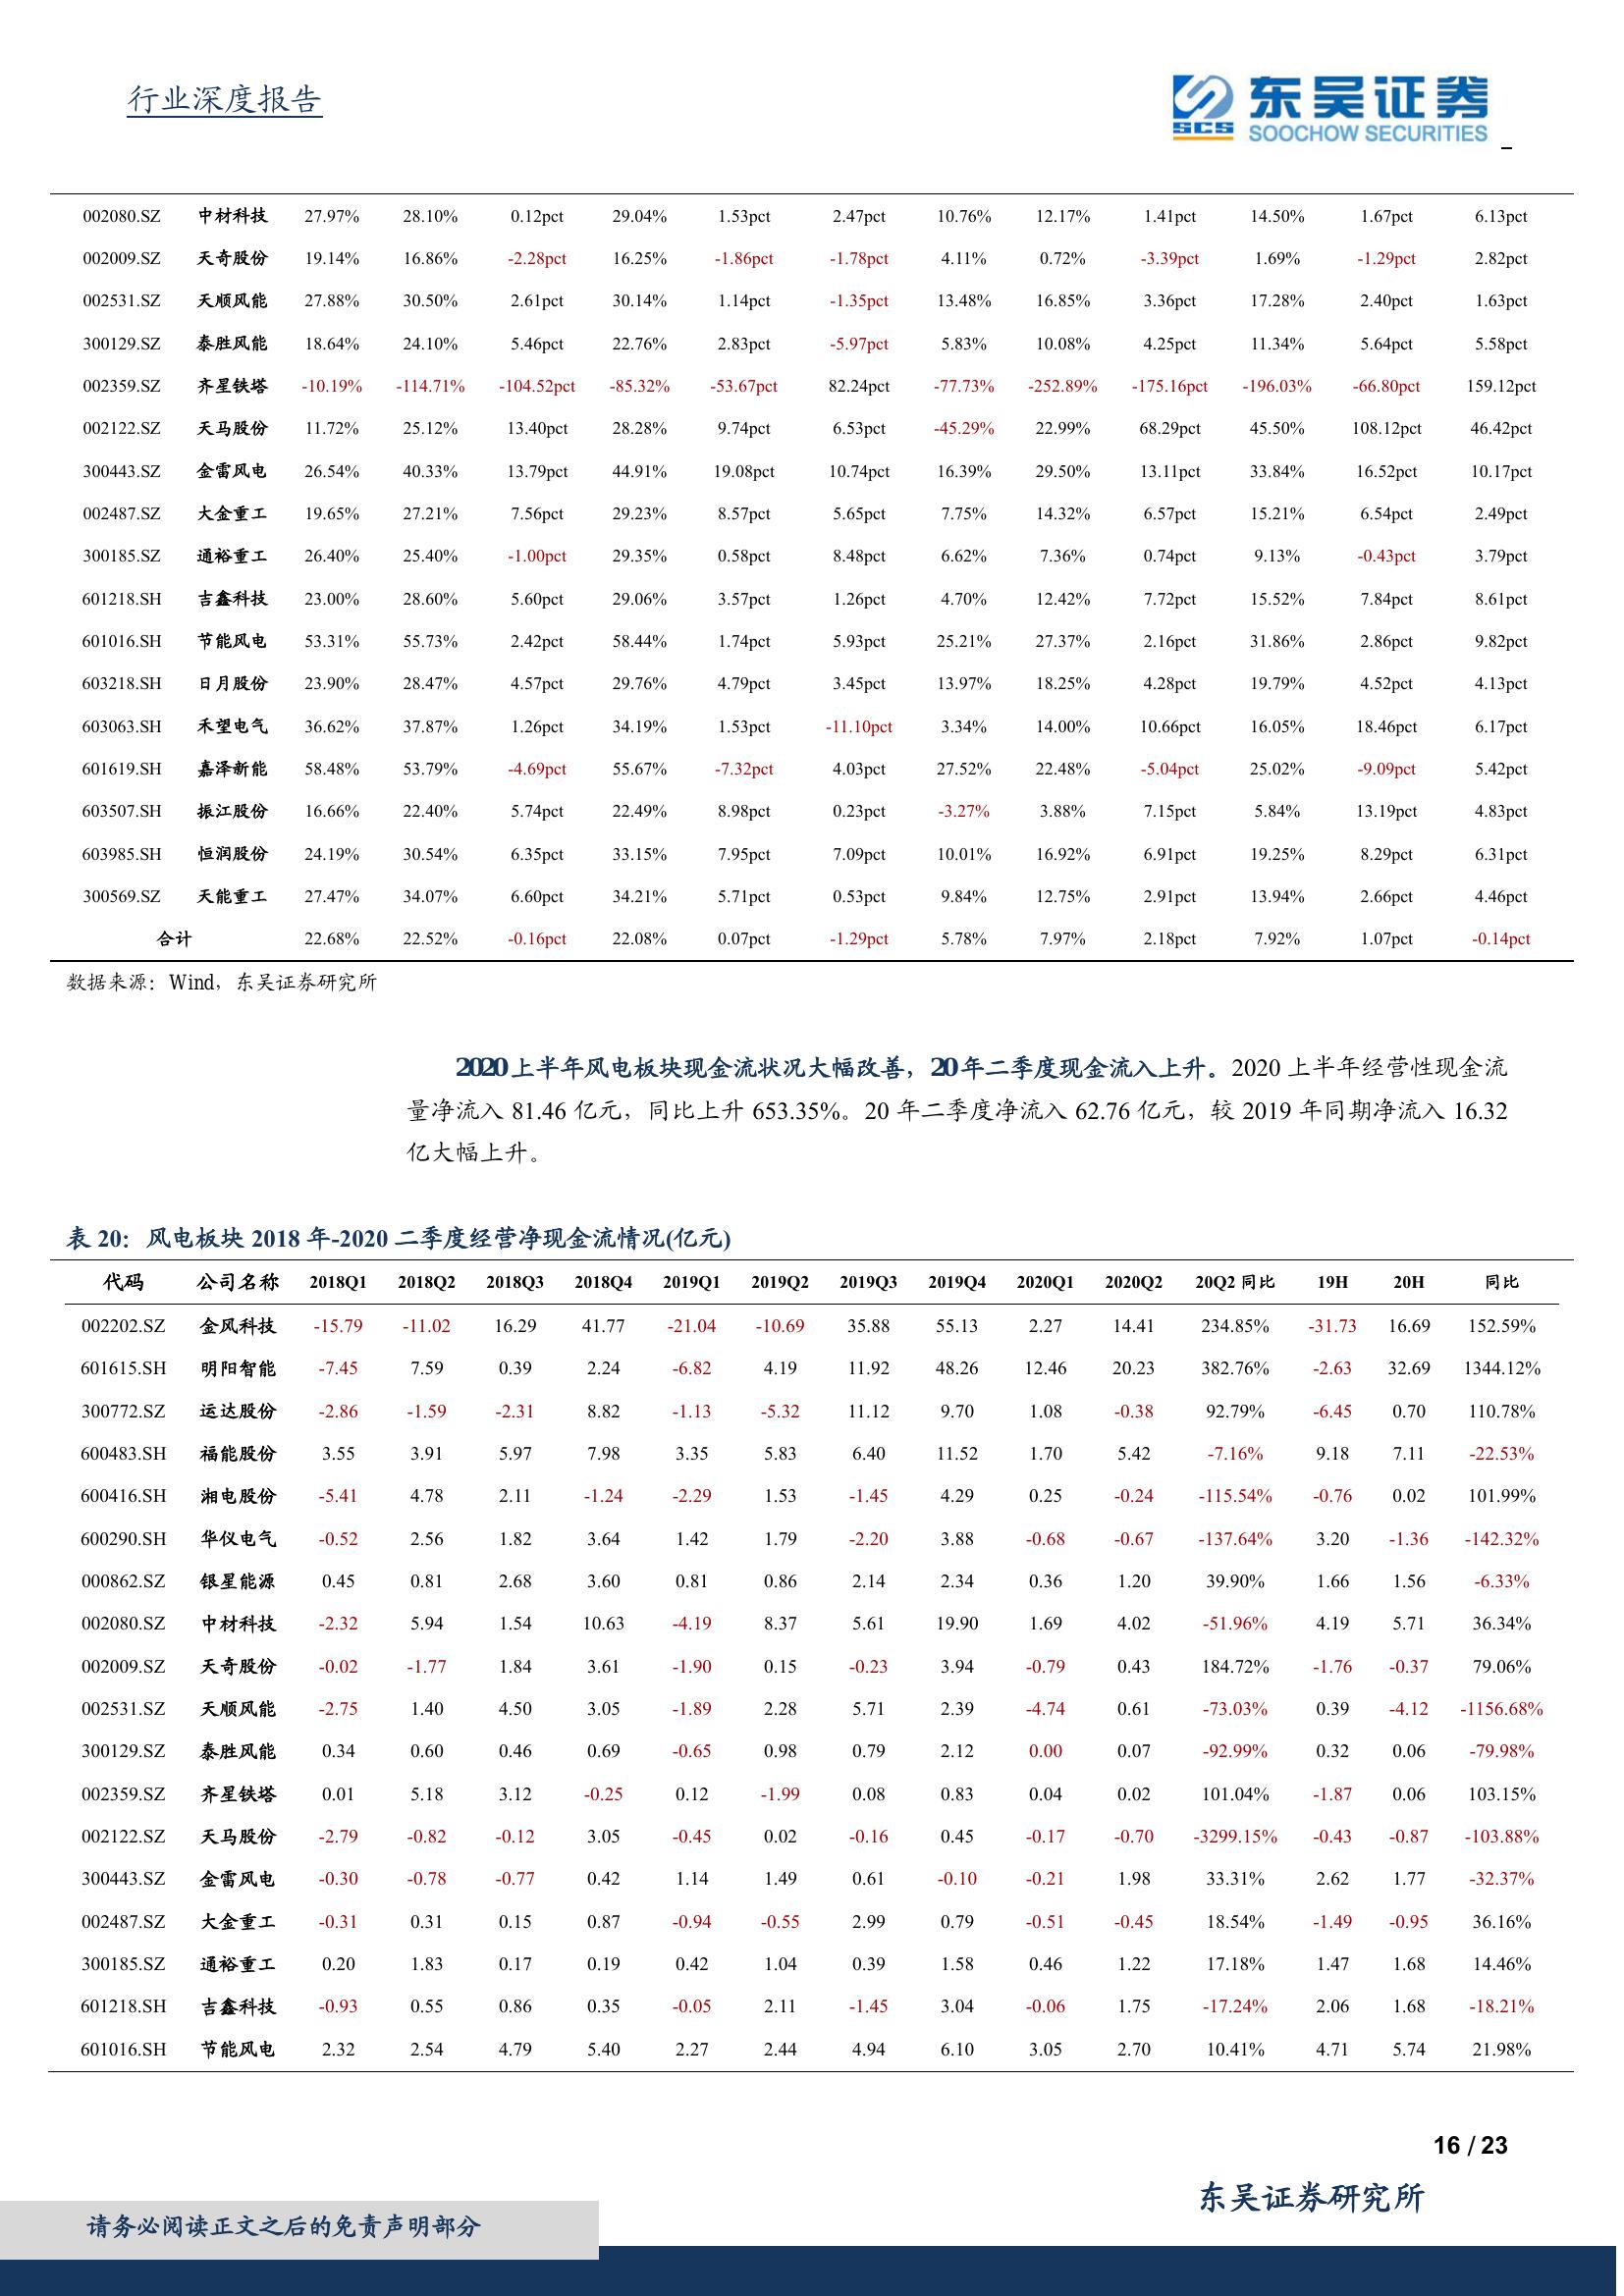 行业深度报告
东吴证券
SCS
SOOCHOW SECURITIES
002080.SZ 中材科技 27.97% 28.10% 0.12pct 29.04% 1.53pct 2.47pct 10.76% 12.17% 1.41pct 14.50% 1.67pct 6.13pct
002009.SZ 天奇股份 19.14% 16.86% -2.28pct 16.25% -1.86pct -1.78pct 4.11% 0.72% -3.39pct 1.69% -1.29pct 2.82pct
002531.SZ 天顺风能 27.88% 30.50% 2.61pct 30.14% 1.14pct -1.35pct 13.48% 16.85% 3.36pct 17.28% 2.40pct 1.63pct
300129.SZ 泰胜风能 18.64% 24.10% 5.46pct 22.76% 2.83pct -5.97pct 5.83% 10.08% 4.25pct 11.34% 5.64pct 5.58pct
002359.SZ 齐星铁塔 -10.19% -114.71% -104.52pct -85.32% -53.67pct 82.24pct -77.73% -252.89% -175.16pct -196.03% -66.80pct 159.12pct
002122.SZ 天马股份 11.72% 25.12% 13.40pct 28.28% 9.74pct 6.53pct -45.29% 22.99% 68.29pct 45.50% 108.12pct 46.42pct
300443.SZ 金雷风电 26.54% 40.33% 13.79pct 44.91% 19.08pct 10.74pct 16.39% 29.50% 13.11pct 33.84% 16.52pct 10.17pct
002487.SZ 大金重工 19.65% 27.21% 7.56pct 29.23% 8.57pct 5.65pct 7.75% 14.32% 6.57pct 15.21% 6.54pct 2.49pct
300185.SZ 通裕重工 26.40% 25.40% -1.00pct 29.35% 0.58pct 8.48pct 6.62% 7.36% 0.74pct 9.13% -0.43pct 3.79pct
601218.SH 吉鑫科技 23.00% 28.60% 5.60pct 29.06% 3.57pct 1.26pct 4.70% 12.42% 7.72pct 15.52% 7.84pct 8.61pct
601016.SH 节能风电 53.31% 55.73% 2.42pct 58.44% 1.74pct 5.93pct 25.21% 27.37% 2.16pct 31.86% 2.86pct 9.82pct
603218.SH 日月股份 23.90% 28.47% 4.57pct 29.76% 4.79pct 3.45pct 13.97% 18.25% 4.28pct 19.79% 4.52pct 4.13pct
603063.SH 禾望电气 36.62% 37.87% 1.26pct 34.19% 1.53pct -11.10pct 3.34% 14.00% 10.66pct 16.05% 18.46pct 6.17pct
601619.SH 嘉泽新能 58.48% 53.79% -4.69pct 55.67% -7.32pct 4.03pct 27.52% 22.48% -5.04pct 25.02% -9.09pct 5.42pct
603507.SH 振江股份 16.66% 22.40% 5.74pct 22.49% 8.98pct 0.23pct -3.27% 3.88% 7.15pct 5.84% 13.19pct 4.83pct
603985.SH 恒润股份 24.19% 30.54% 6.35pct 33.15% 7.95pct 7.09pct 10.01% 16.92% 6.91pct 19.25% 8.29pct 6.31pct
300569.SZ 天能重工 27.47% 34.07% 6.60pct 34.21% 5.71pct 0.53pct 9.84% 12.75% 2.91pct 13.94% 2.66pct 4.46pct
合计 22.68% 22.52% -0.16pct 22.08% 0.07pct -1.29pct 5.78% 7.97% 2.18pct 7.92% 1.07pct -0.14pct
数据来源：Wind，东吴证券研究所
2020 上半年风电板块现金流状况大幅改善，20 年二季度现金流入上升。2020 上半年经营性现金流
量净流入 81.46 亿元，同比上升 653.35%。20 年二季度净流入 62.76 亿元，较 2019 年同期净流入 16.32
亿大幅上升。
表 20：风电板块 2018 年-2020 二季度经营净现金流情况(亿元)
代码 公司名称 2018Q1 2018Q2 2018Q3 2018Q4 2019Q1 2019Q2 2019Q3 2019Q4 2020Q1 2020Q2 20Q2 同比 19H 20H 同比
002202.SZ 金风科技 -15.79 -11.02 16.29 41.77 -21.04 -10.69 35.88 55.13 2.27 14.41 234.85% -31.73 16.69 152.59%
601615.SH 明阳智能 -7.45 7.59 0.39 2.24 -6.82 4.19 11.92 48.26 12.46 20.23 382.76% -2.63 32.69 1344.12%
300772.SZ 运达股份 -2.86 -1.59 -2.31 8.82 -1.13 -5.32 11.12 9.70 1.08 -0.38 92.79% -6.45 0.70 110.78%
600483.SH 福能股份 3.55 3.91 5.97 7.98 3.35 5.83 6.40 11.52 1.70 5.42 -7.16% 9.18 7.11 -22.53%
600416.SH 湘电股份 -5.41 4.78 2.11 -1.24 -2.29 1.53 -1.45 4.29 0.25 -0.24 -115.54% -0.76 0.02 101.99%
600290.SH 华仪电气 -0.52 2.56 1.82 3.64 1.42 1.79 -2.20 3.88 -0.68 -0.67 -137.64% 3.20 -1.36 -142.32%
000862.SZ 银星能源 0.45 0.81 2.68 3.60 0.81 0.86 2.14 2.34 0.36 1.20 39.90% 1.66 1.56 -6.33%
002080.SZ 中材科技 -2.32 5.94 1.54 10.63 -4.19 8.37 5.61 19.90 1.69 4.02 -51.96% 4.19 5.71 36.34%
002009.SZ 天奇股份 -0.02 -1.77 1.84 3.61 -1.90 0.15 -0.23 3.94 -0.79 0.43 184.72% -1.76 -0.37 79.06%
002531.SZ 天顺风能 -2.75 1.40 4.50 3.05 -1.89 2.28 5.71 2.39 -4.74 0.61 -73.03% 0.39 -4.12 -1156.68%
300129.SZ 泰胜风能 0.34 0.60 0.46 0.69 -0.65 0.98 0.79 2.12 0.00 0.07 -92.99% 0.32 0.06 -79.98%
002359.SZ 齐星铁塔 0.01 5.18 3.12 -0.25 0.12 -1.99 0.08 0.83 0.04 0.02 101.04% -1.87 0.06 103.15%
002122.SZ 天马股份 -2.79 -0.82 -0.12 3.05 -0.45 0.02 -0.16 0.45 -0.17 -0.70 -3299.15% -0.43 -0.87 -103.88%
300443.SZ 金雷风电 -0.30 -0.78 -0.77 0.42 1.14 1.49 0.61 -0.10 -0.21 1.98 33.31% 2.62 1.77 -32.37%
002487.SZ 大金重工 -0.31 0.31 0.15 0.87 -0.94 -0.55 2.99 0.79 -0.51 -0.45 18.54% -1.49 -0.95 36.16%
300185.SZ 通裕重工 0.20 1.83 0.17 0.19 0.42 1.04 0.39 1.58 0.46 1.22 17.18% 1.47 1.68 14.46%
601218.SH 吉鑫科技 -0.93 0.55 0.86 0.35 -0.05 2.11 -1.45 3.04 -0.06 1.75 -17.24% 2.06 1.68 -18.21%
601016.SH 节能风电 2.32 2.54 4.79 5.40 2.27 2.44 4.94 6.10 3.05 2.70 10.41% 4.71 5.74 21.98%
16 / 23
东吴证券研究所
请务必阅读正文之后的免责声明部分